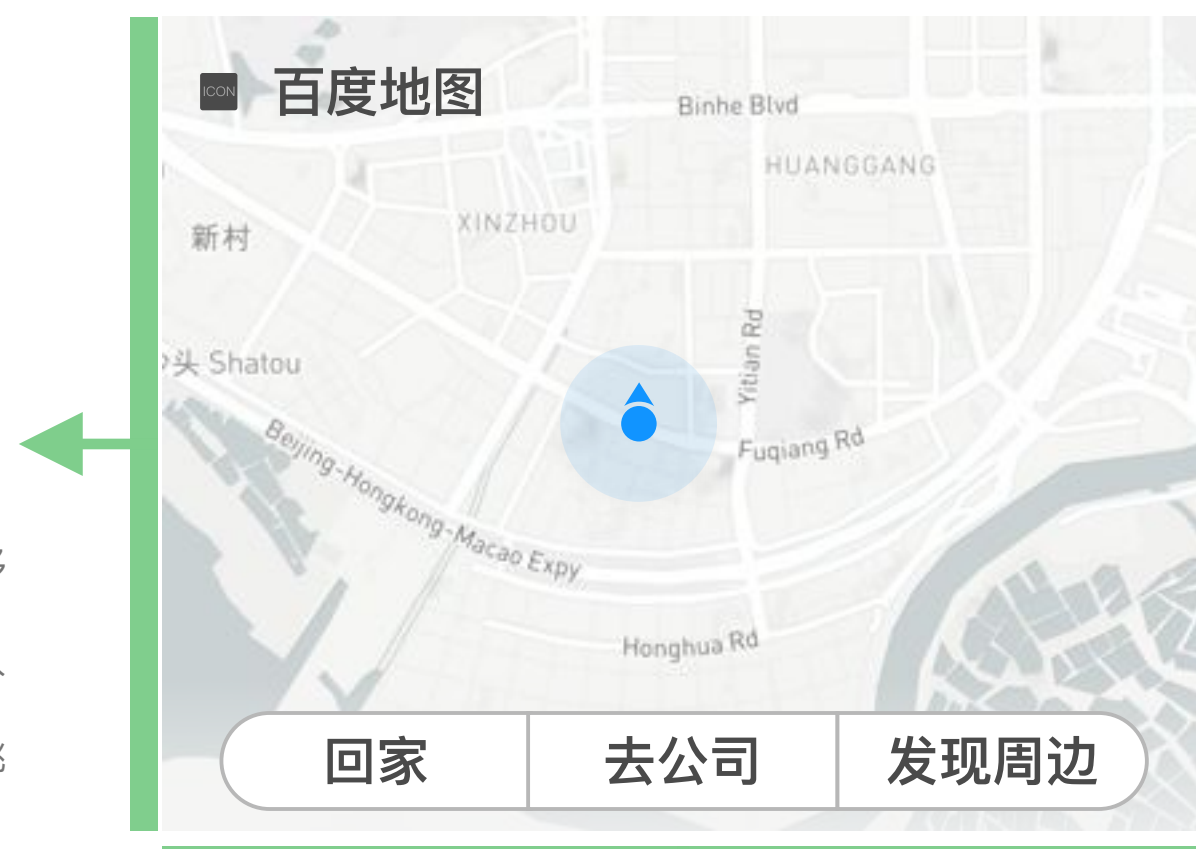 ICON
百度地图
Binhe Blvd
HUANGGANG
XINZHOU
新村
Yitian Rd
头 Shatou
Beijing-Hongkong-Macao Expy
Fuqiang Rd
Honghua Rd
回家
去公司
发现周边